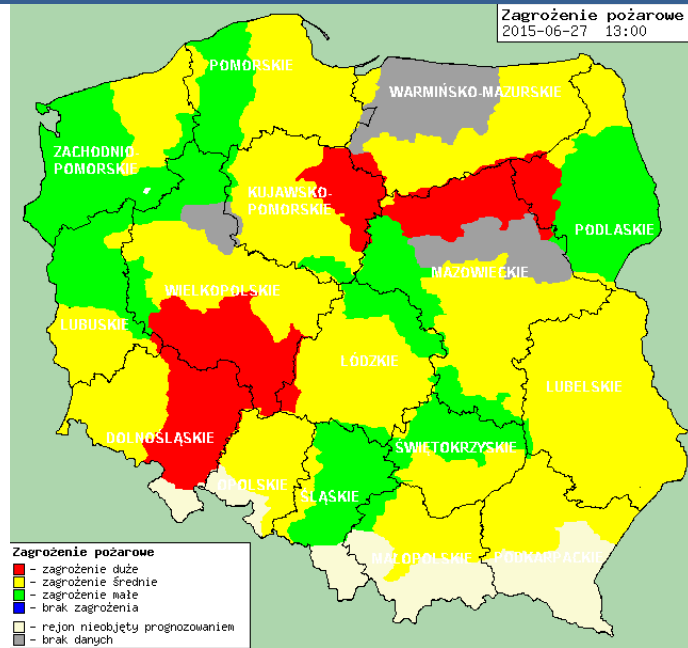 Zagrożenie pożarowe
2015-06-27 13:00
POMORSKIE
WARMIŃSKO-MAZURSKIE
ZACHODNIO-
POMORSKIE
KUJAWSKO-
POMORSKIE
PODLASKIE
MAZOWIECKIE
WIELKOPOLSKIE
LUBUSKIE
ŁÓDZKIE
LUBELSKIE
DOLNOŚLĄSKIE
ŚWIĘTOKRZYSKIE
OPOLSKIE
ŚLĄSKIE
MAŁOPOLSKIE
PODKARPACKIE
Zagrożenie pożarowe
- zagrożenie duże
- zagrożenie średnie
- zagrożenie małe
- brak zagrożenia
- rejon nieobjęty prognozowaniem
- brak danych